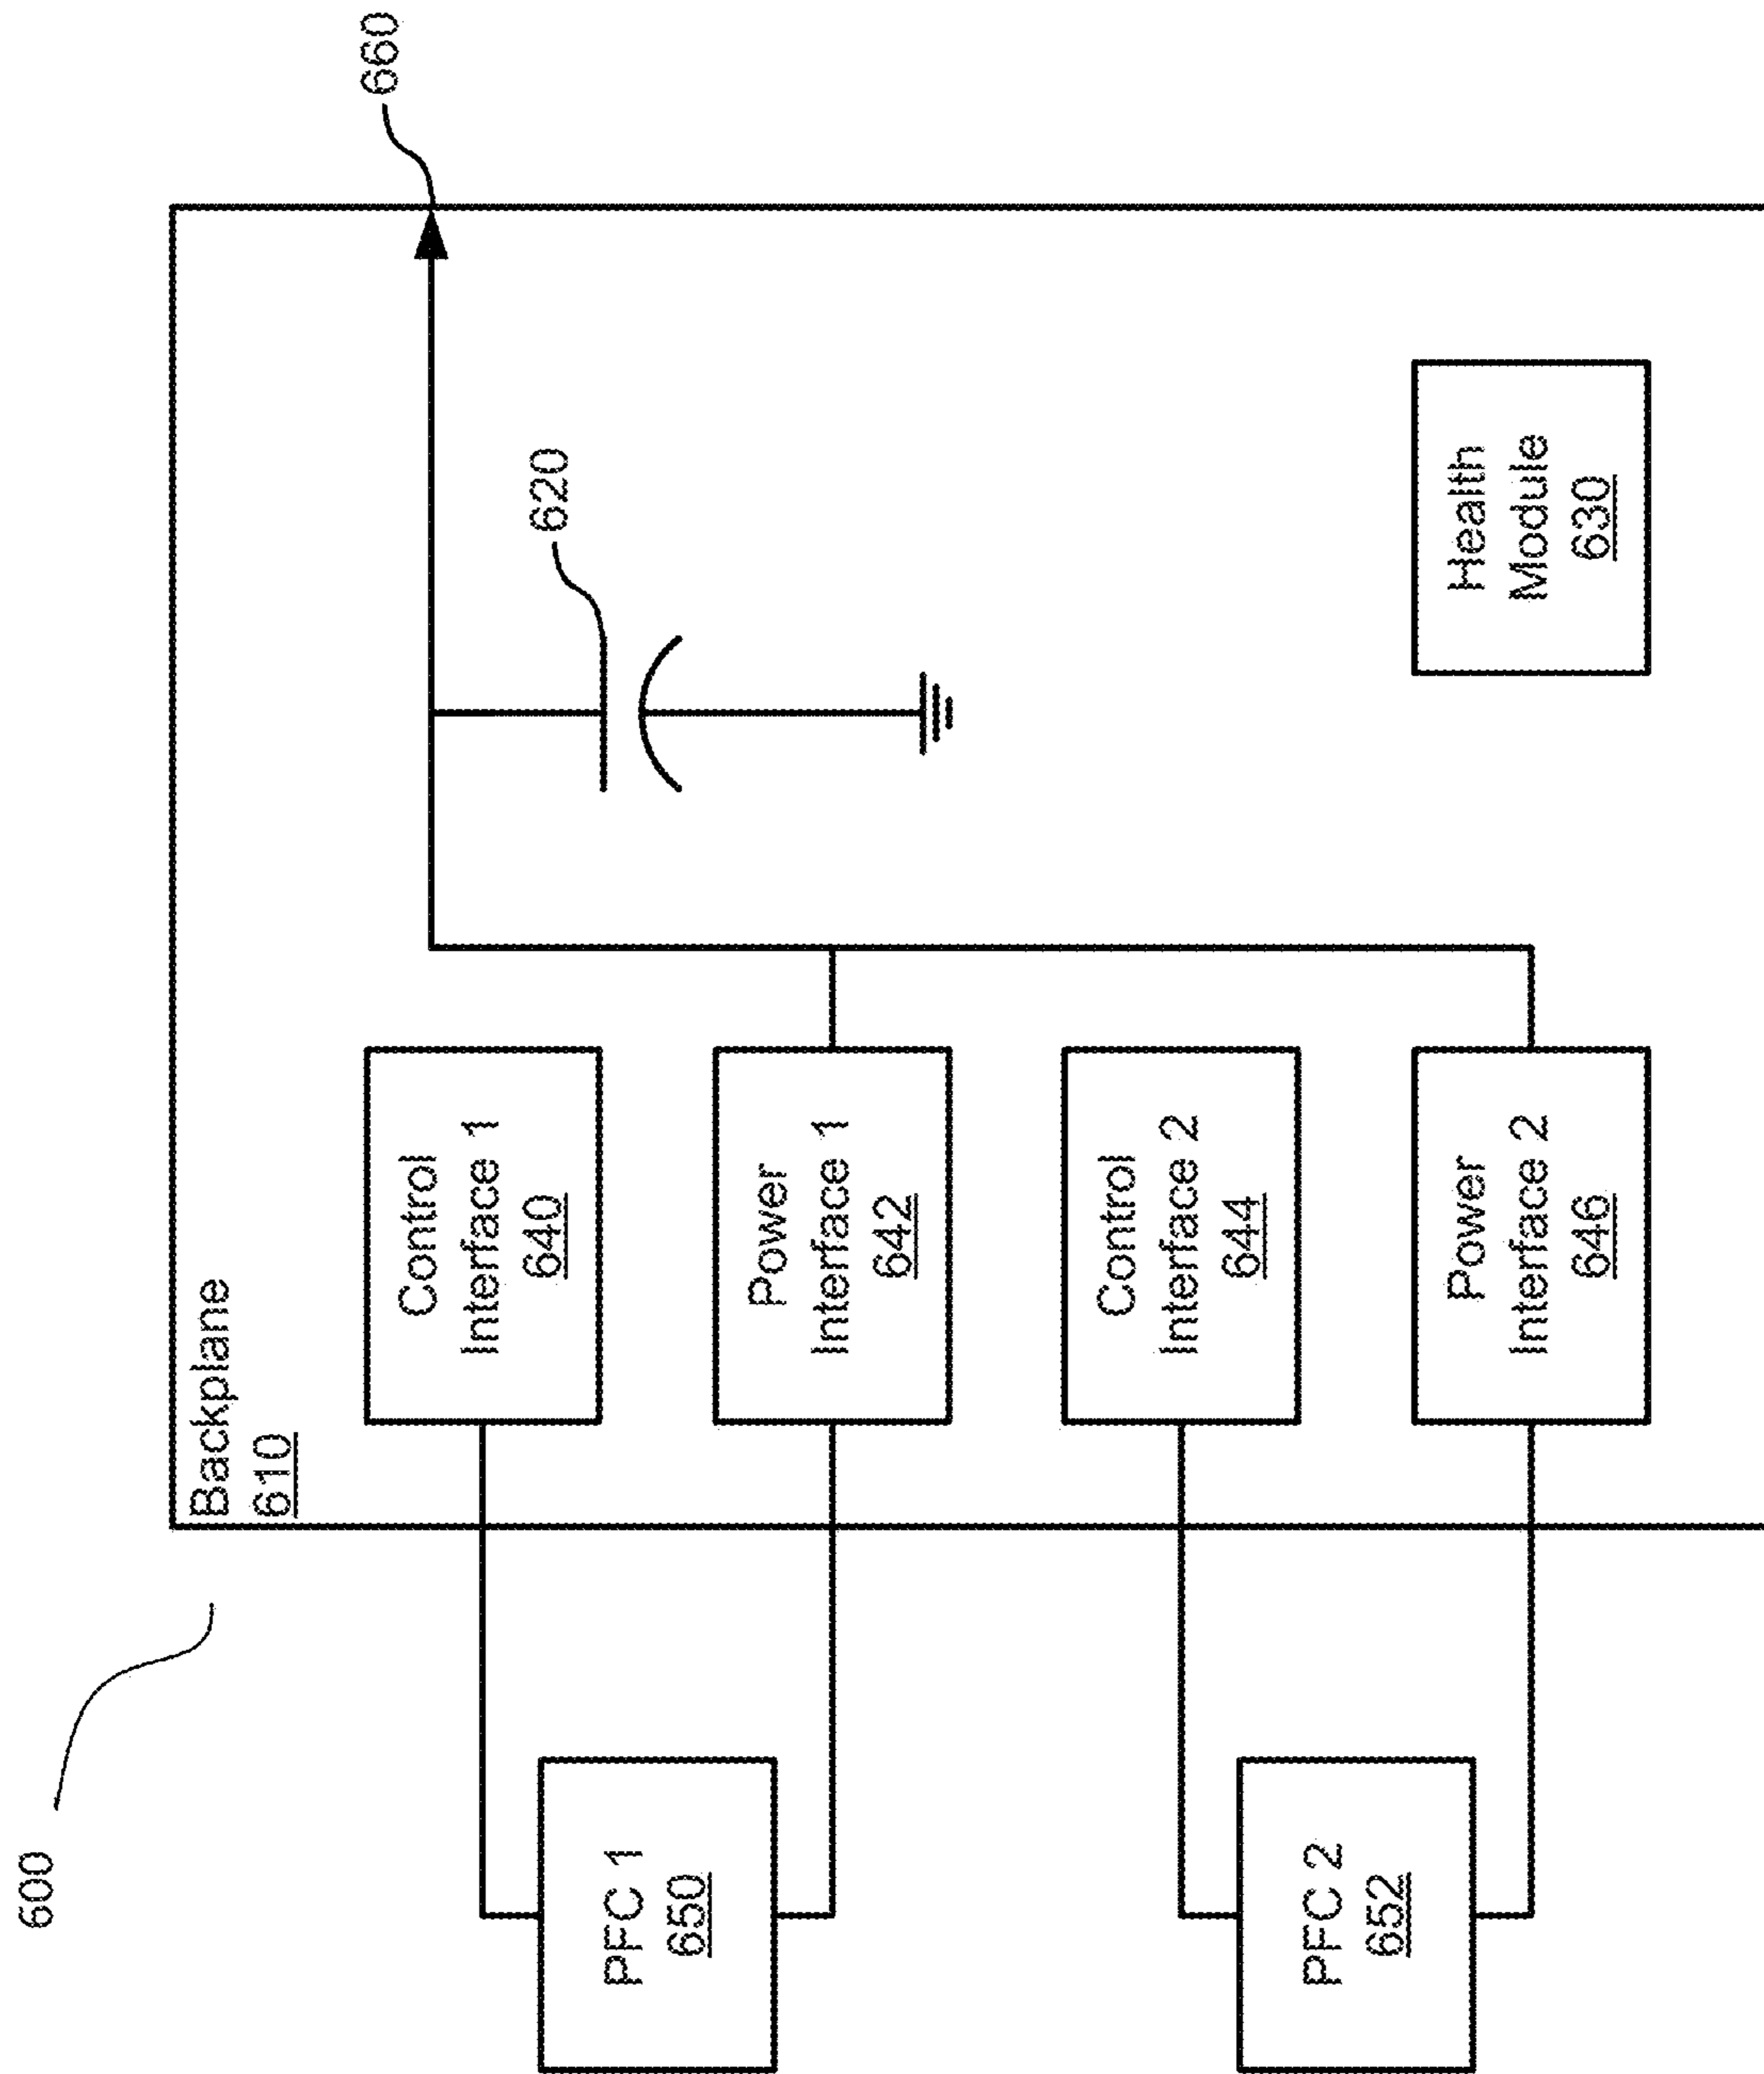 600
Backplane
610
PFC 1
650
PFC 2
652
Control
Interface 1
640
Power
Interface 1
642
Control
Interface 2
644
Power
Interface 2
646
620
Health
Module
630
660